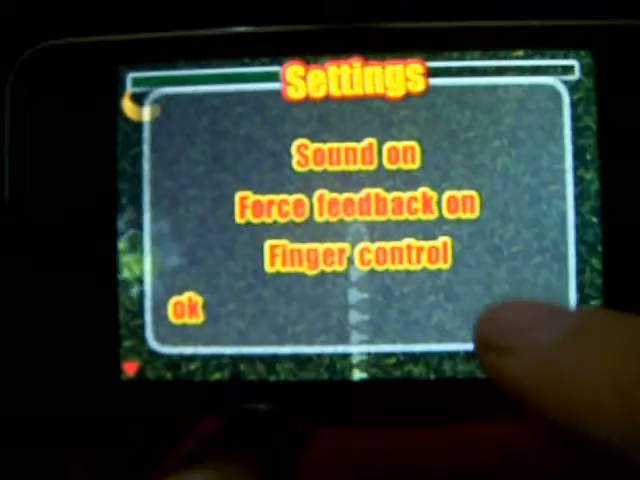 Settings
Sound on
Force feedback on
Finger control
ok